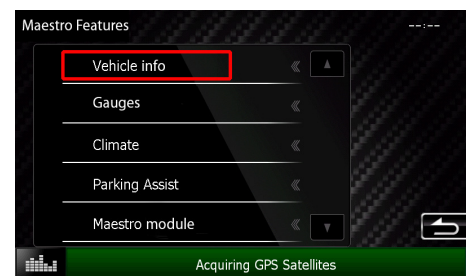 Maestro Features
--:--
Vehicle info
Gauges
Climate
Parking Assist
Maestro module
Acquiring GPS Satellites